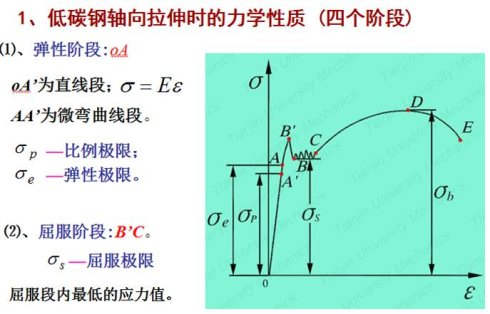 1、低碳钢轴向拉伸时的力学性质 (四个阶段)
(1)、弹性阶段:oA
oA’为直线段；σ = Eε
AA’为微弯曲线段。
σp —比例极限；
σe —弹性极限。
(2)、屈服阶段:B’C。
σs —屈服极限
屈服段内最低的应力值。
σ
D
B'
C
E
A
B
A'
σe
σP
σS
σb
0
ε